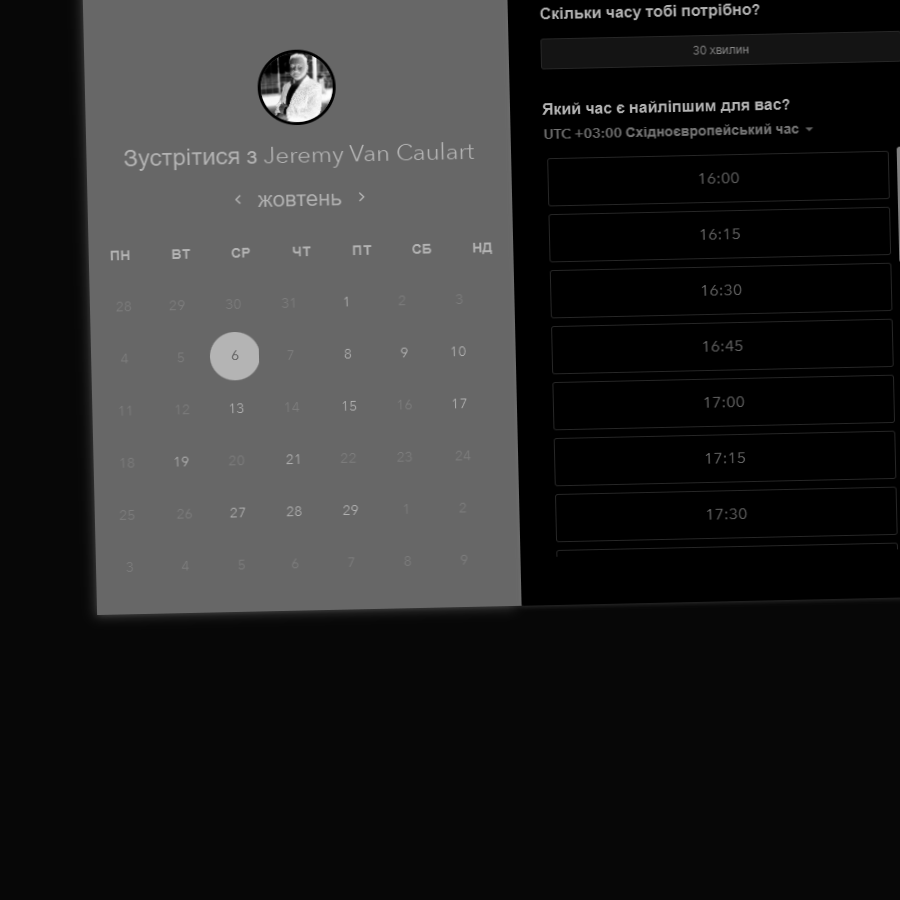 Зустрітися з Jeremy Van Caulart
жовтень
ПН ВТ СР ЧТ ПТ СБ НД
28 29 30 31 1 2 3
4 5 6 7 8 9 10
11 12 13 14 15 16 17
18 19 20 21 22 23 24
25 26 27 28 29 1 2
3 4 5 6 7 8 9
Скільки часу тобі потрібно?
30 хвилин
Який час є найліпшим для вас?
UTC +03:00 Східноєвропейський час
16:00
16:15
16:30
16:45
17:00
17:15
17:30